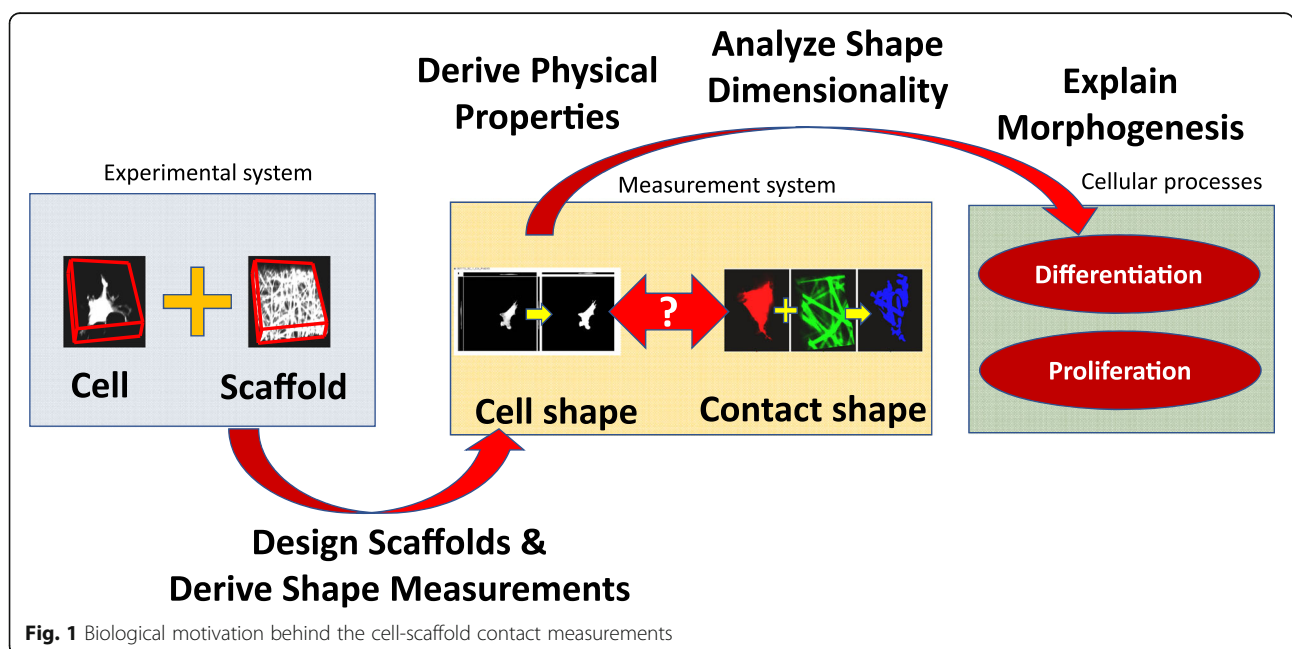 Derive Physical
Properties
Analyze Shape
Dimensionality
Explain
Morphogenesis
Experimental system
Measurement system
Cellular processes
Cell
+
Scaffold
?
+
Cell shape
Contact shape
Differentiation
Proliferation
Design Scaffolds &
Derive Shape Measurements
Fig. 1 Biological motivation behind the cell-scaffold contact measurements